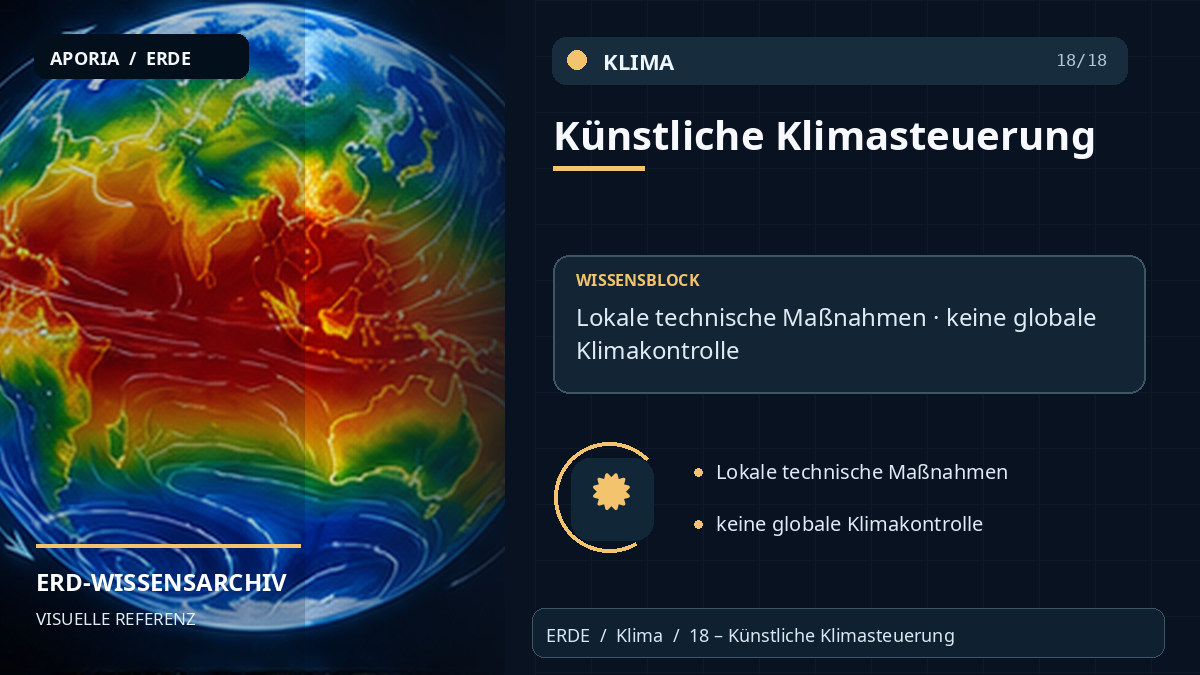 APORIA / ERDE
ERD-WISSENSARCHIV
VISUELLE REFERENZ
KLIMA
18/18
Künstliche Klimasteuerung
WISSENSBLOCK
Lokale technische Maßnahmen · keine globale
Klimakontrolle
Lokale technische Maßnahmen
keine globale Klimakontrolle
ERDE / Klima / 18 – Künstliche Klimasteuerung